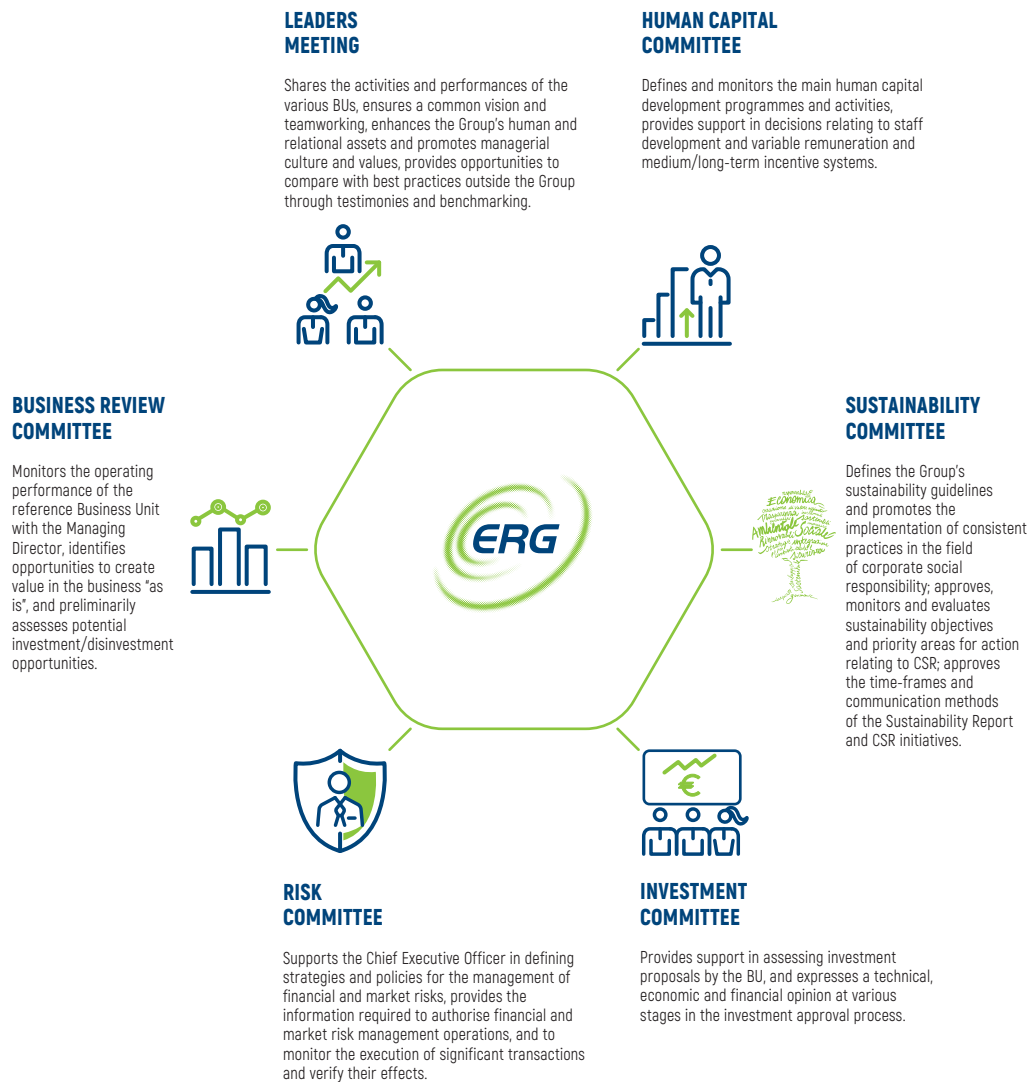 LEADERS
MEETING
Shares the activities and performances of the
various BUs, ensures a common vision and
teamworking, enhances the Group's human and
relational assets and promotes managerial
culture and values, provides opportunities to
compare with best practices outside the Group
through testimonies and benchmarking.
HUMAN CAPITAL
COMMITTEE
Defines and monitors the main human capital
development programmes and activities,
provides support in decisions relating to staff
development and variable remuneration and
medium/long-term incentive systems.
BUSINESS REVIEW
COMMITTEE
Monitors the operating
performance of the
reference Business Unit
with the Managing
Director, identifies
opportunities to create
value in the business "as
is", and preliminarily
assesses potential
investment/disinvestment
opportunities.
ERG
Economica
Ambientale
Sociale
SUSTAINABILITY
COMMITTEE
Defines the Group's
sustainability guidelines
and promotes the
implementation of consistent
practices in the field
of corporate social
responsibility; approves,
monitors and evaluates
sustainability objectives
and priority areas for action
relating to CSR; approves
the time-frames and
communication methods
of the Sustainability Report
and CSR initiatives.
€
RISK
COMMITTEE
Supports the Chief Executive Officer in defining
strategies and policies for the management of
financial and market risks, provides the
information required to authorise financial and
market risk management operations, and to
monitor the execution of significant transactions
and verify their effects.
INVESTMENT
COMMITTEE
Provides support in assessing investment
proposals by the BU, and expresses a technical,
economic and financial opinion at various
stages in the investment approval process.